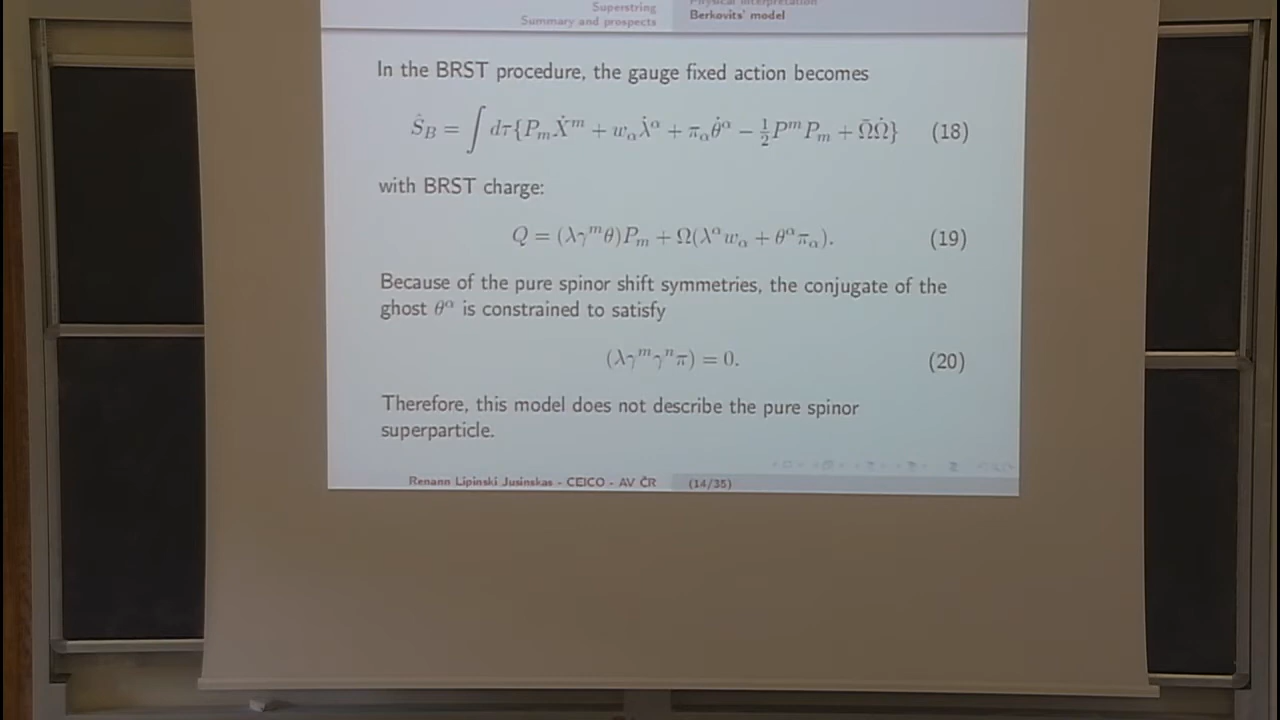 Superstring
Physical interpretation
Summary and prospects
Berkovits' model
In the BRST procedure, the gauge fixed action becomes
Ŝ_B = ∫ dτ{P_m Ẋ^m + w_α λ̇^α + π_α θ̇^α − ½P^m P_m + Ω̄Ω̇} (18)
with BRST charge:
Q = (λγ^m θ)P_m + Ω(λ^α w_α + θ^α π_α). (19)
Because of the pure spinor shift symmetries, the conjugate of the
ghost θ^α is constrained to satisfy
(λγ^m γ^n π) = 0. (20)
Therefore, this model does not describe the pure spinor
superparticle.
Renann Lipinski Jusinskas - CEICO - AV ČR (14/35)